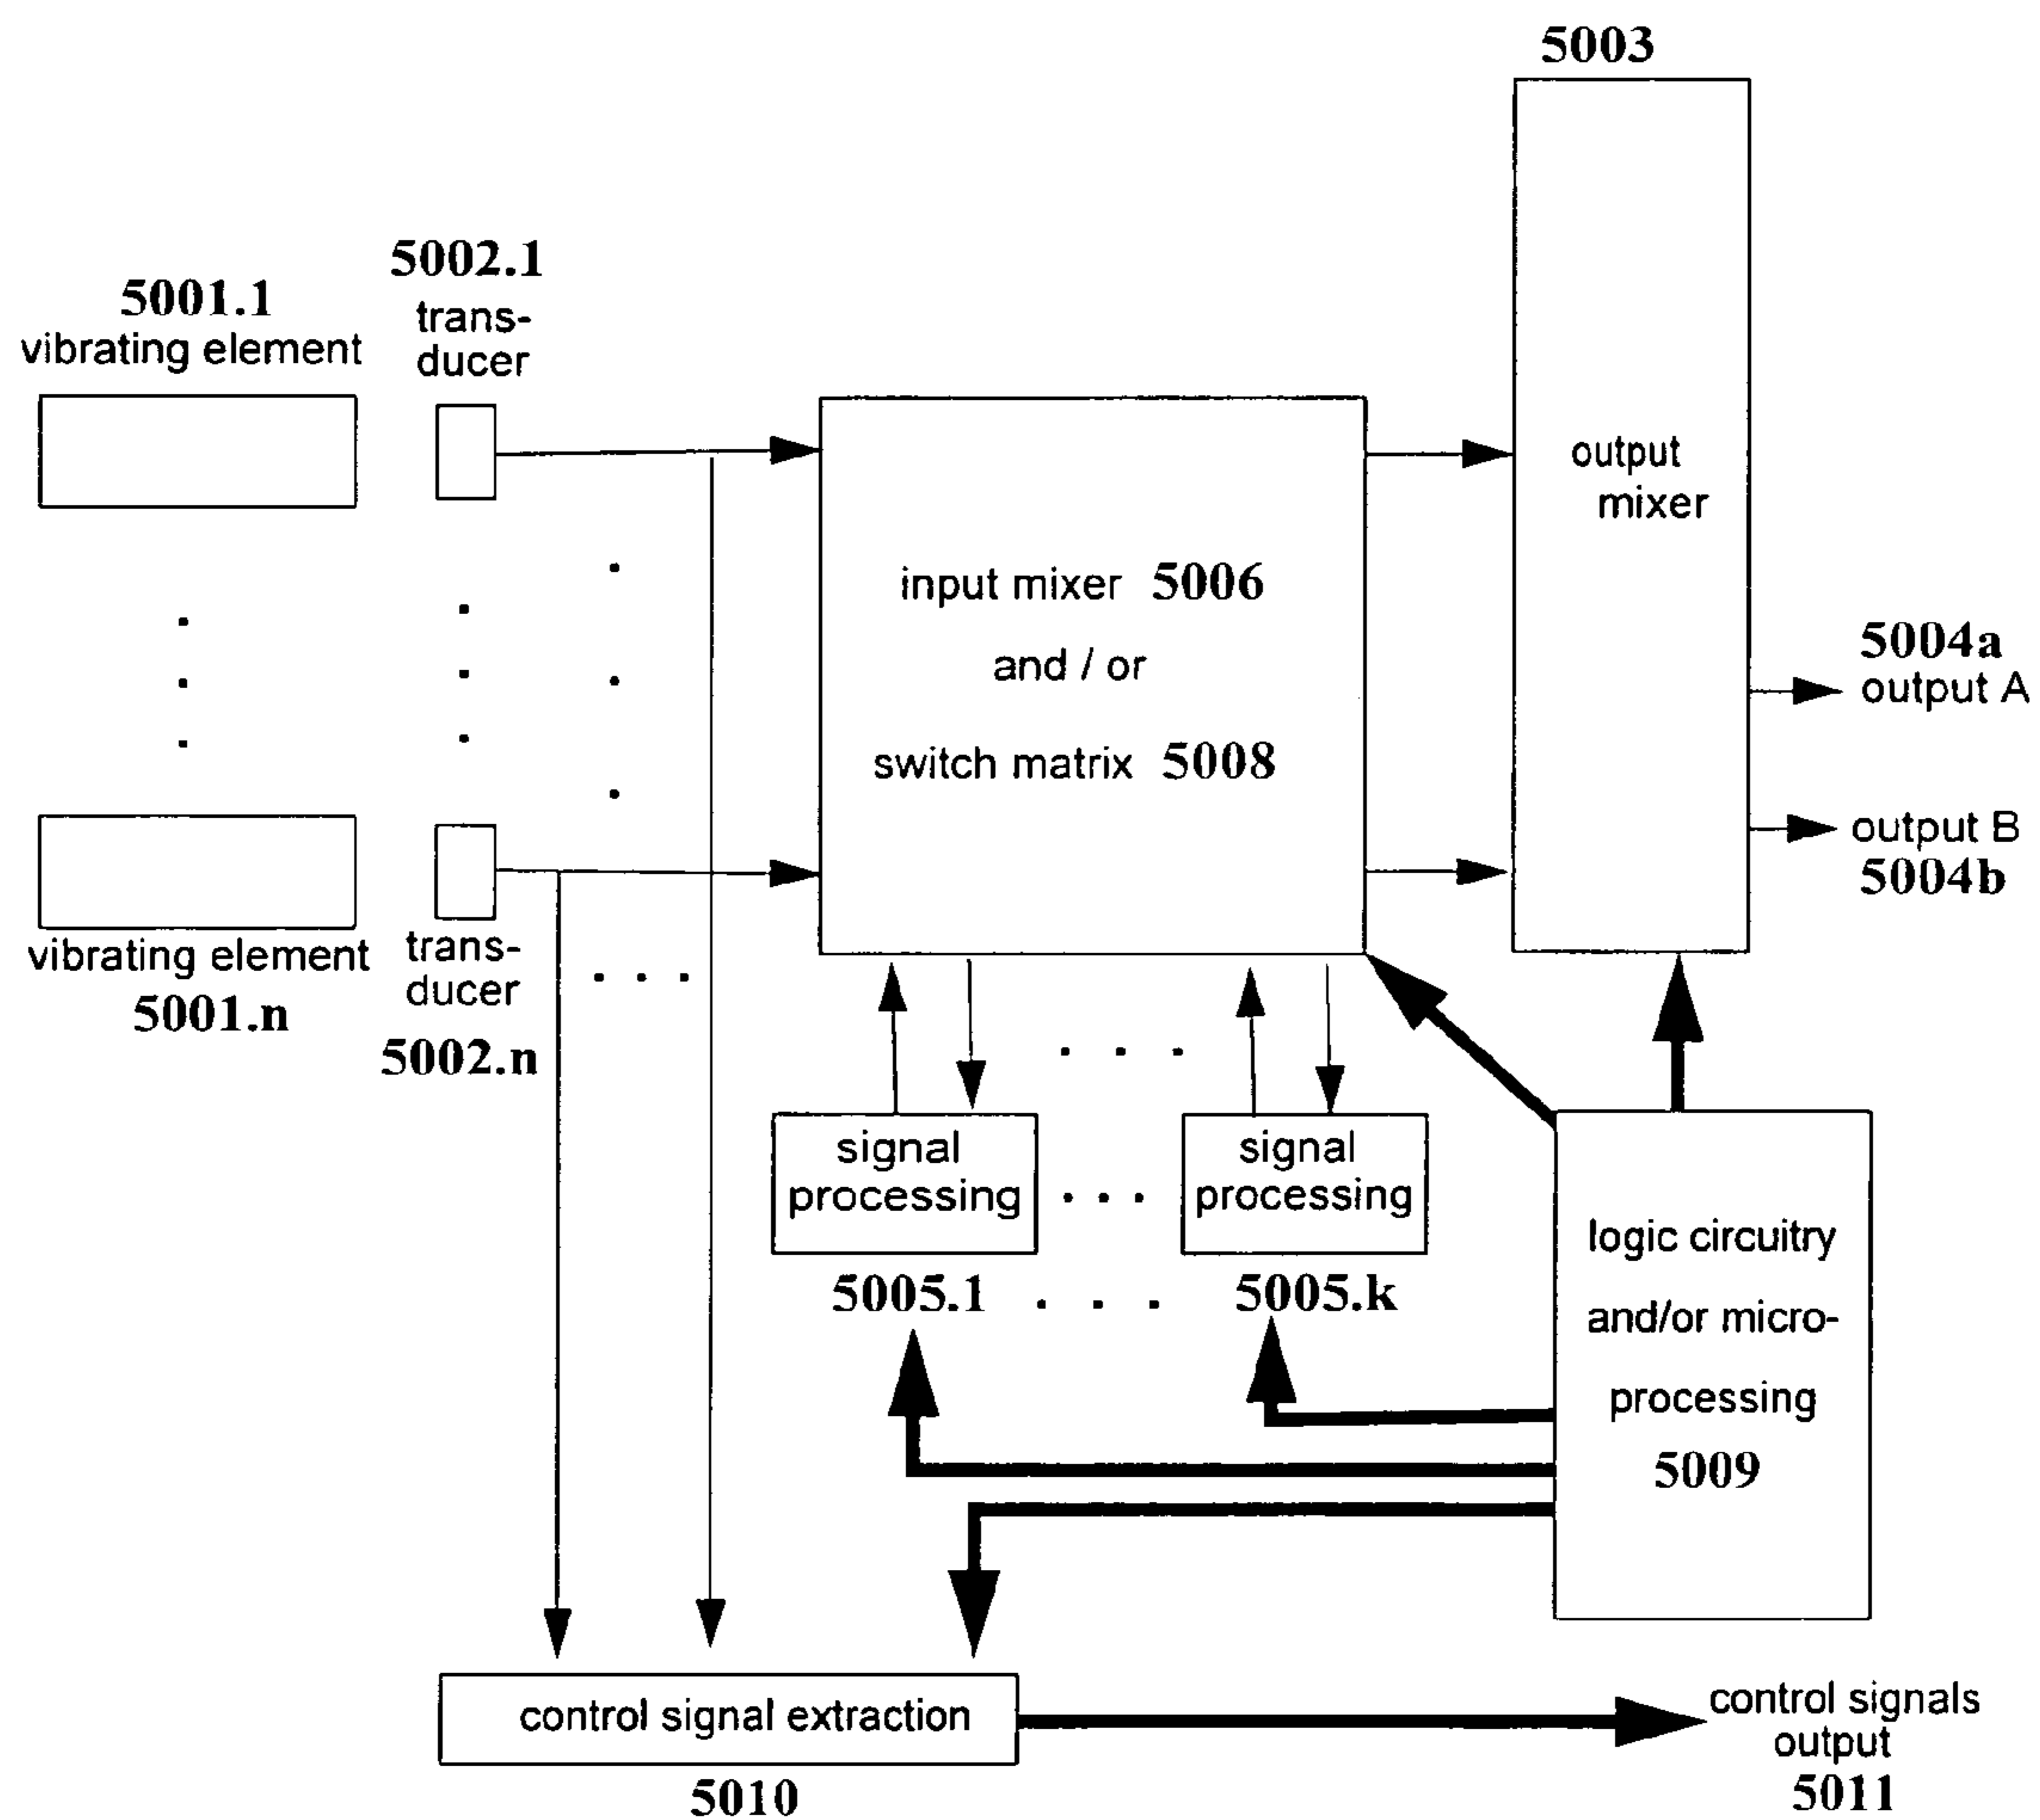 5003
5002.1
trans-
ducer
5001.1
vibrating element
output
mixer
input mixer 5006
and / or
switch matrix 5008
5004a
output A
output B
5004b
vibrating element
5001.n
trans-
ducer
5002.n
signal
processing
signal
processing
5005.1
5005.k
logic circuitry
and/or micro-
processing
5009
control signal extraction
5010
control signals
output
5011